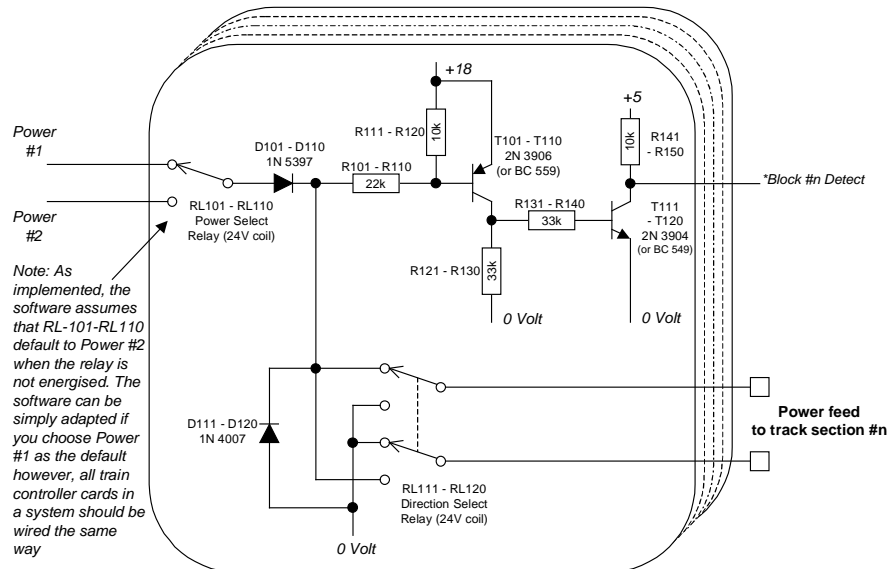 +18
+5
Power
#1
D101 - D110
1N 5397
R111 - R120
10k
T101 - T110
2N 3906
(or BC 559)
10k
R141
- R150
R101 - R110
22k
*Block #n Detect
Power
#2
RL101 - RL110
Power Select
Relay (24V coil)
R131 - R140
33k
T111
- T120
2N 3904
(or BC 549)
R121 - R130
33k
0 Volt
0 Volt
Note: As
implemented, the
software assumes
that RL-101-RL110
default to Power #2
when the relay is
not energised. The
software can be
simply adapted if
you choose Power
#1 as the default
however, all train
controller cards in
a system should be
wired the same
way
D111 - D120
1N 4007
RL111 - RL120
Direction Select
Relay (24V coil)
0 Volt
Power feed
to track section #n